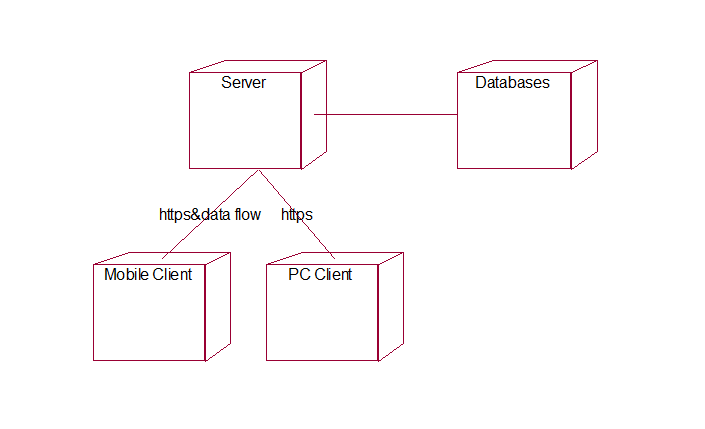 Server
Databases
https&data flow
https
Mobile Client
PC Client